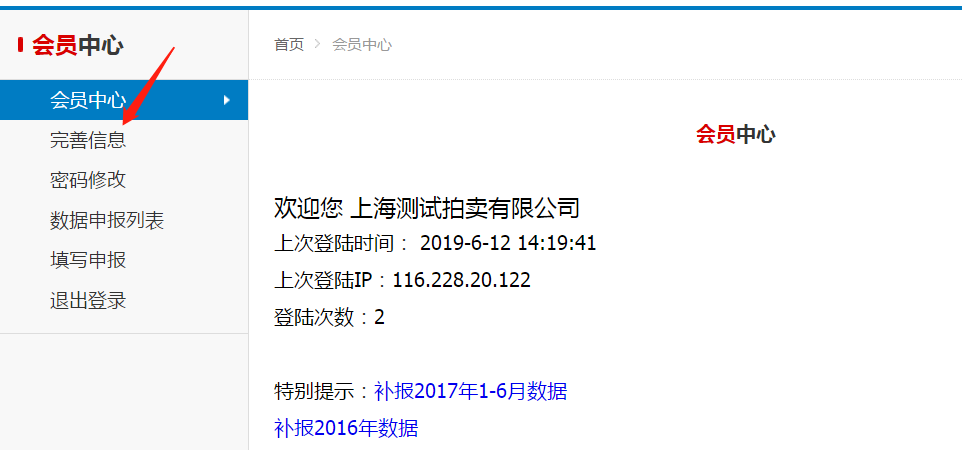 会员中心
会员中心
完善信息
密码修改
数据申报列表
填写申报
退出登录
首页 > 会员中心
会员中心
欢迎您 上海测试拍卖有限公司
上次登陆时间： 2019-6-12 14:19:41
上次登陆IP：116.228.20.122
登陆次数：2
特别提示：补报2017年1-6月数据
补报2016年数据